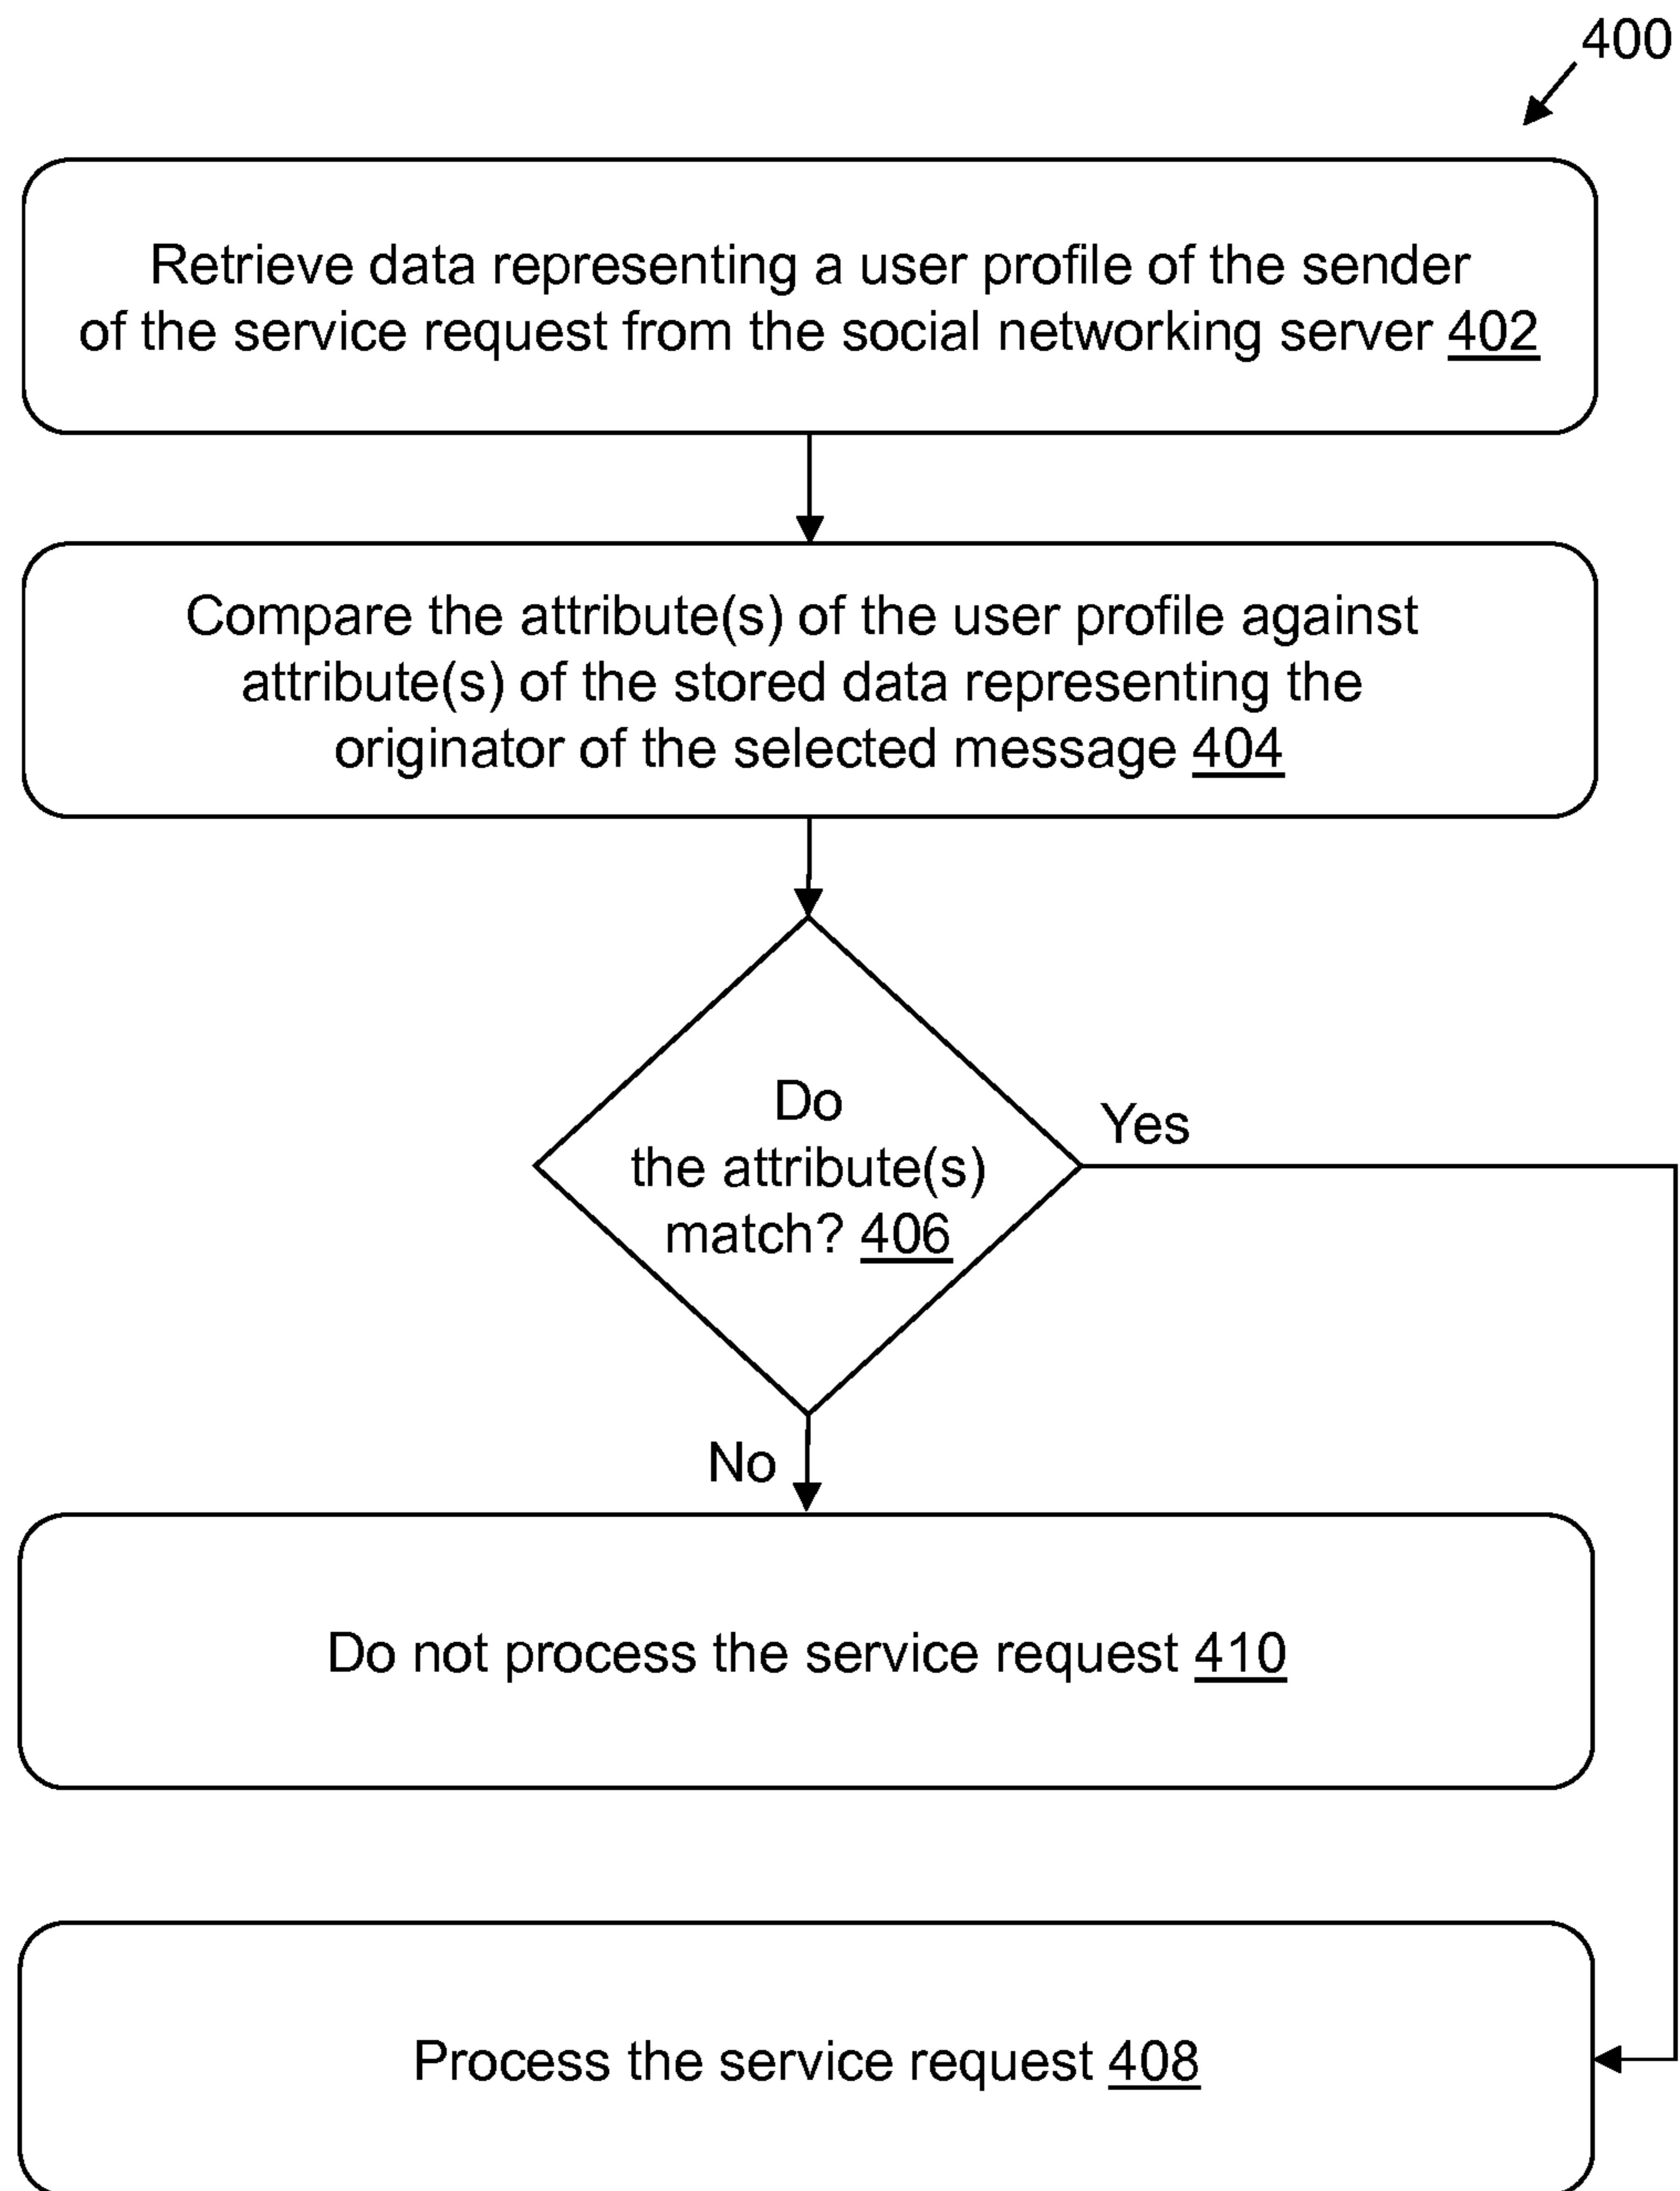 400
Retrieve data representing a user profile of the sender
of the service request from the social networking server 402
Compare the attribute(s) of the user profile against
attribute(s) of the stored data representing the
originator of the selected message 404
Do
the attribute(s)
match? 406
Yes
No
Do not process the service request 410
Process the service request 408